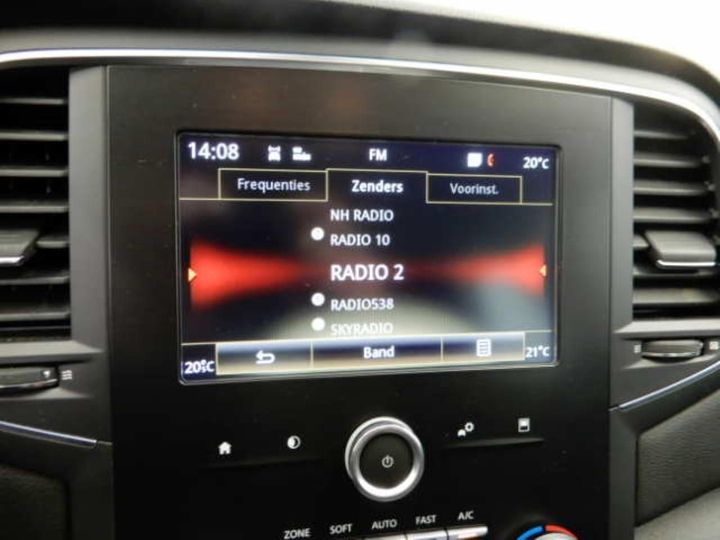 14:08 FM 20°C
Frequenties Zenders Voorinst.
NH RADIO
RADIO 10
RADIO 2
RADIO538
SKYRADIO
20°C Band 21°C
ZONE SOFT AUTO FAST A/C